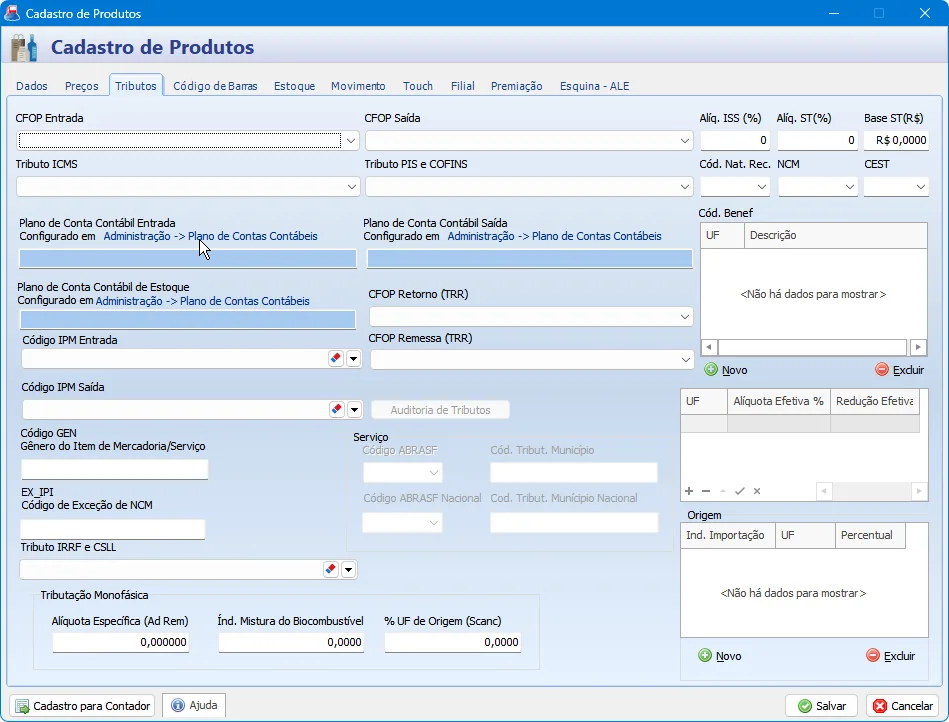 Cadastro de Produtos
Cadastro de Produtos
Dados Preços Tributos Código de Barras Estoque Movimento Touch Filial Premiação Esquina - ALE
CFOP Entrada CFOP Saída Alíq. ISS (%) Alíq. ST(%) Base ST(R$)
0 0 R$ 0,0000
Tributo ICMS Tributo PIS e COFINS Cód. Nat. Rec. NCM CEST
Plano de Conta Contábil Entrada Plano de Conta Contábil Saída Cód. Benef
Configurado em Administração -> Plano de Contas Contábeis Configurado em Administração -> Plano de Contas Contábeis UF Descrição
Plano de Conta Contábil de Estoque CFOP Retorno (TRR) <Não há dados para mostrar>
Configurado em Administração -> Plano de Contas Contábeis
Código IPM Entrada CFOP Remessa (TRR)
Novo Excluir
Código IPM Saída
UF Alíquota Efetiva % Redução Efetiva
Auditoria de Tributos
Código GEN Serviço
Gênero do Item de Mercadoria/Serviço Código ABRASF Cód. Tribut. Município
EX_IPI Código ABRASF Nacional Cod. Tribut. Munícipio Nacional
Código de Exceção de NCM
Origem
Ind. Importação UF Percentual
Tributo IRRF e CSLL
<Não há dados para mostrar>
Tributação Monofásica
Alíquota Específica (Ad Rem) Índ. Mistura do Biocombustível % UF de Origem (Scanc)
0,000000 0,0000 0,0000
Novo Excluir
Cadastro para Contador Ajuda Salvar Cancelar